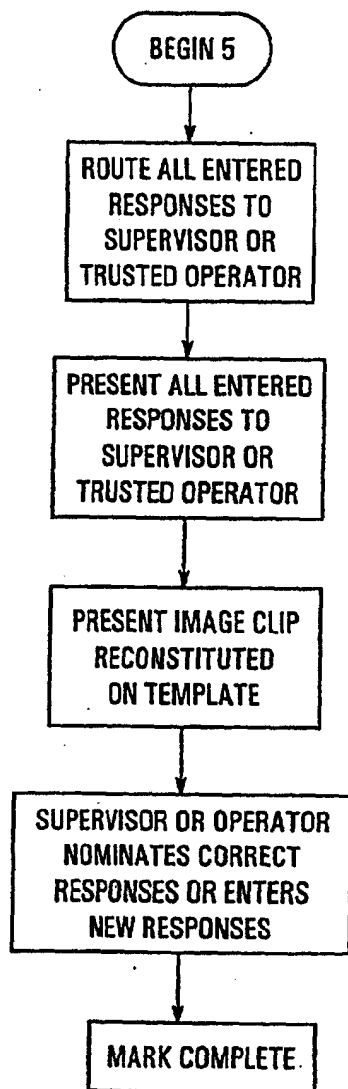 BEGIN 5
ROUTE ALL ENTERED
RESPONSES TO
SUPERVISOR OR
TRUSTED OPERATOR
PRESENT ALL ENTERED
RESPONSES TO
SUPERVISOR OR
TRUSTED OPERATOR
PRESENT IMAGE CLIP
RECONSTITUTED
ON TEMPLATE
SUPERVISOR OR OPERATOR
NOMINATES CORRECT
RESPONSES OR ENTERS
NEW RESPONSES
MARK COMPLETE